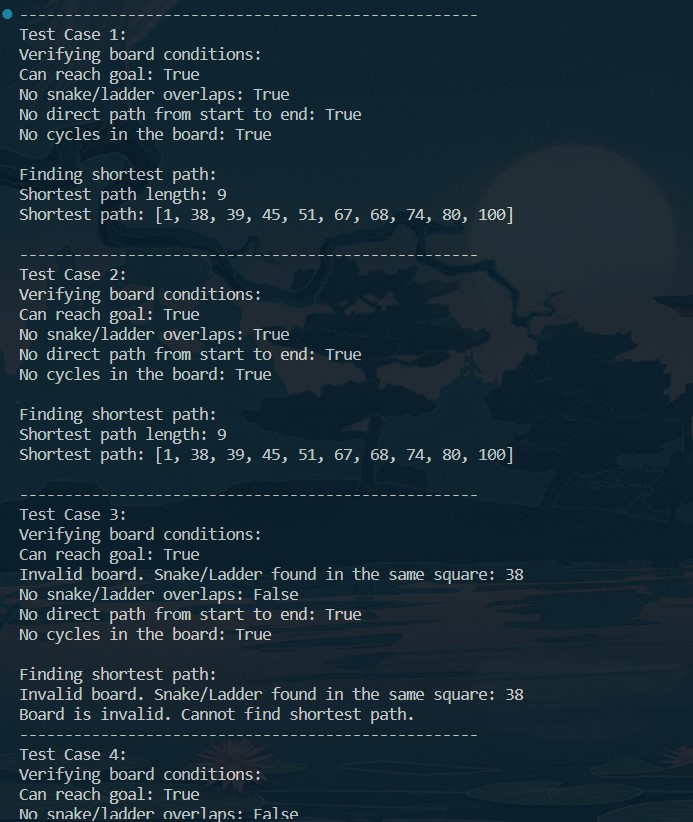 --------------------------------------------------
Test Case 1:
Verifying board conditions:
Can reach goal: True
No snake/ladder overlaps: True
No direct path from start to end: True
No cycles in the board: True
Finding shortest path:
Shortest path length: 9
Shortest path: [1, 38, 39, 45, 51, 67, 68, 74, 80, 100]
--------------------------------------------------
Test Case 2:
Verifying board conditions:
Can reach goal: True
No snake/ladder overlaps: True
No direct path from start to end: True
No cycles in the board: True
Finding shortest path:
Shortest path length: 9
Shortest path: [1, 38, 39, 45, 51, 67, 68, 74, 80, 100]
--------------------------------------------------
Test Case 3:
Verifying board conditions:
Can reach goal: True
Invalid board. Snake/Ladder found in the same square: 38
No snake/ladder overlaps: False
No direct path from start to end: True
No cycles in the board: True
Finding shortest path:
Invalid board. Snake/Ladder found in the same square: 38
Board is invalid. Cannot find shortest path.
--------------------------------------------------
Test Case 4:
Verifying board conditions:
Can reach goal: True
No snake/ladder overlaps: False